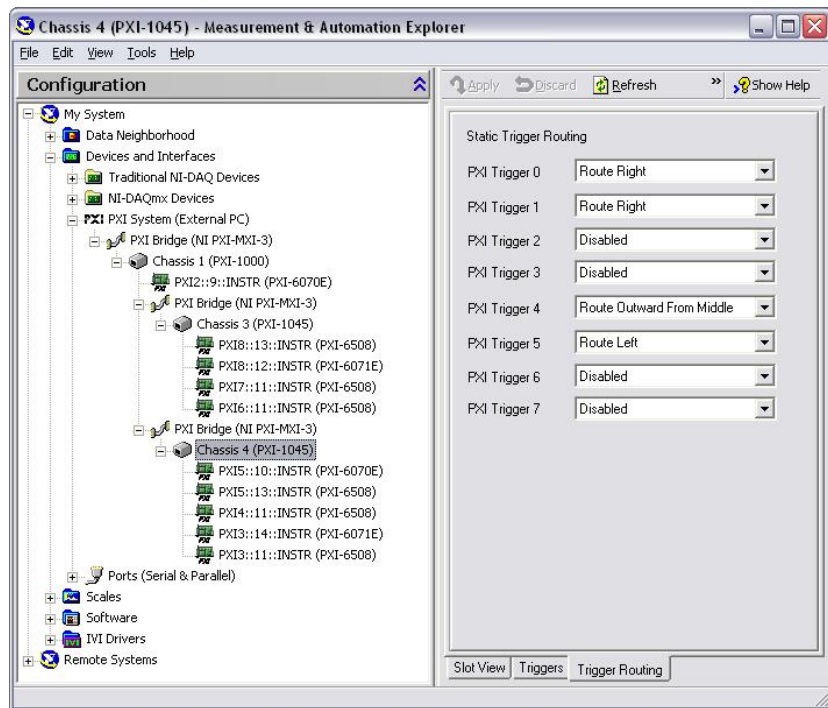 Chassis 4 (PXI-1045) - Measurement & Automation Explorer
File Edit View Tools Help
Configuration
My System
Data Neighborhood
Devices and Interfaces
Traditional NI-DAQ Devices
NI-DAQmx Devices
PXI PXI System (External PC)
PXI Bridge (NI PXI-MXI-3)
Chassis 1 (PXI-1000)
PXI2::9::INSTR (PXI-6070E)
PXI Bridge (NI PXI-MXI-3)
Chassis 3 (PXI-1045)
PXI8::13::INSTR (PXI-6508)
PXI8::12::INSTR (PXI-6071E)
PXI7::11::INSTR (PXI-6508)
PXI6::11::INSTR (PXI-6508)
PXI Bridge (NI PXI-MXI-3)
Chassis 4 (PXI-1045)
PXI5::10::INSTR (PXI-6070E)
PXI5::13::INSTR (PXI-6508)
PXI4::11::INSTR (PXI-6508)
PXI3::14::INSTR (PXI-6071E)
PXI3::11::INSTR (PXI-6508)
Ports (Serial & Parallel)
Scales
Software
IVI Drivers
Remote Systems
Apply Discard Refresh » Show Help
Static Trigger Routing
PXI Trigger 0 Route Right
PXI Trigger 1 Route Right
PXI Trigger 2 Disabled
PXI Trigger 3 Disabled
PXI Trigger 4 Route Outward From Middle
PXI Trigger 5 Route Left
PXI Trigger 6 Disabled
PXI Trigger 7 Disabled
Slot View Triggers Trigger Routing